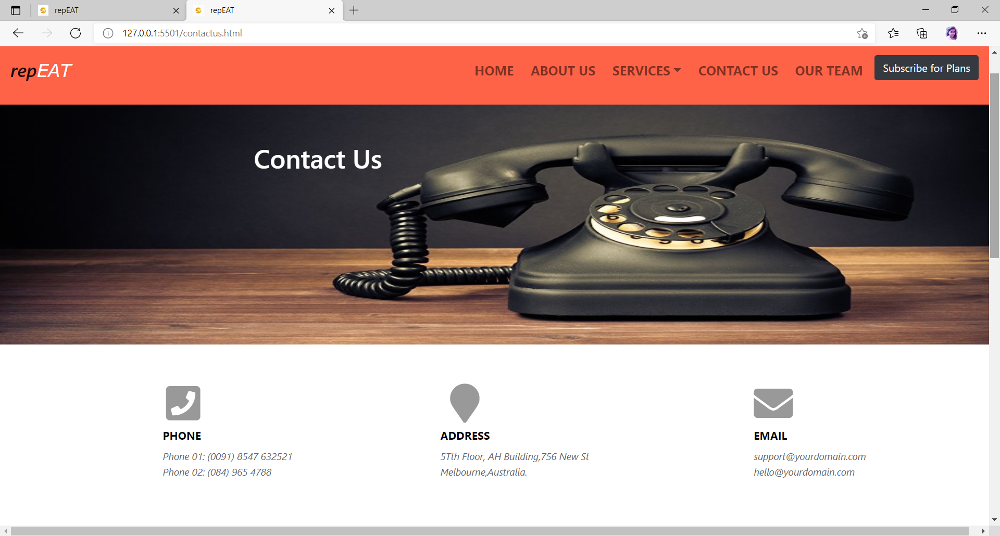 repEAT
repEAT
127.0.0.1:5501/contactus.html
repEAT HOME ABOUT US SERVICES CONTACT US OUR TEAM Subscribe for Plans
Contact Us
PHONE
Phone 01: (0091) 8547 632521
Phone 02: (084) 965 4788
ADDRESS
5Tth Floor, AH Building,756 New St
Melbourne,Australia.
EMAIL
support@yourdomain.com
hello@yourdomain.com